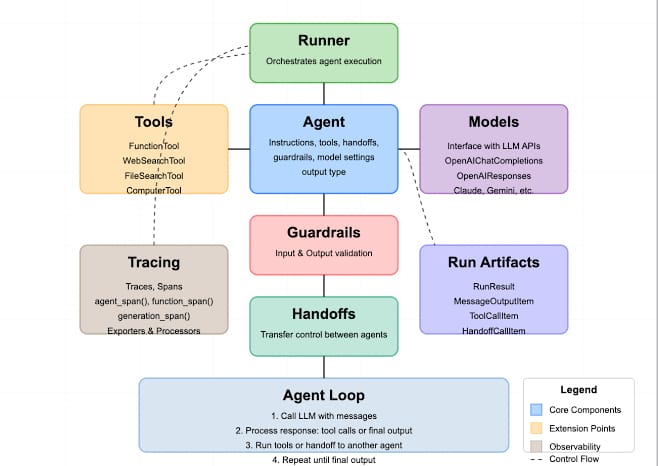 Runner
Orchestrates agent execution
Tools
FunctionTool
WebSearchTool
FileSearchTool
ComputerTool
Agent
Instructions, tools, handoffs,
guardrails, model settings
output type
Models
Interface with LLM APIs
OpenAIChatCompletions
OpenAIResponses
Claude, Gemini, etc.
Guardrails
Input & Output validation
Tracing
Traces, Spans
agent_span(), function_span()
generation_span()
Exporters & Processors
Run Artifacts
RunResult
MessageOutputItem
ToolCallItem
HandoffCallItem
Handoffs
Transfer control between agents
Agent Loop
1. Call LLM with messages
2. Process response: tool calls or final output
3. Run tools or handoff to another agent
4. Repeat until final output
Legend
Core Components
Extension Points
Observability
Control Flow